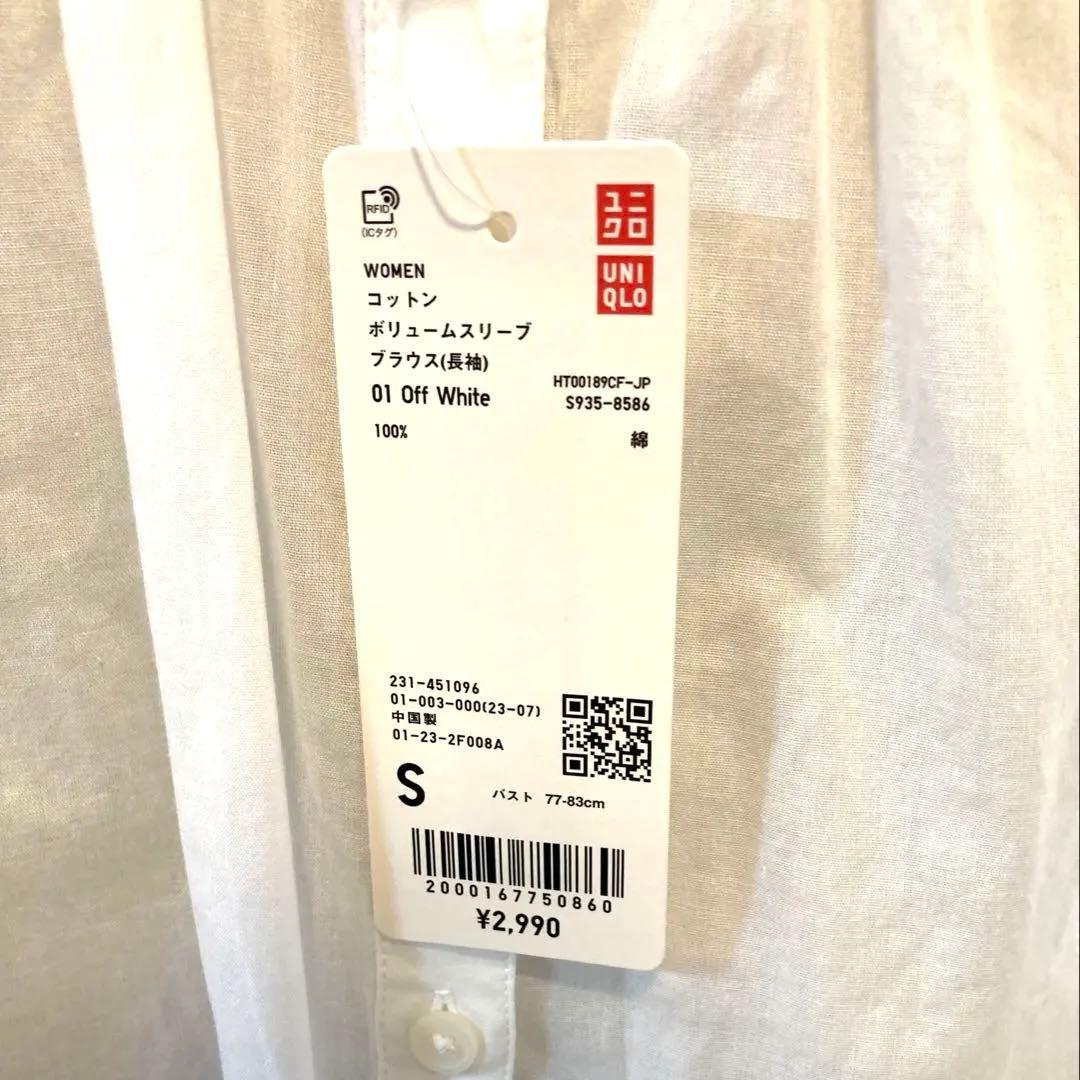 RFID
(ICタグ)
ユニ
クロ
UNI
QLO
WOMEN
コットン
ボリュームスリーブ
ブラウス(長袖)
01 Off White
HT00189CF-JP
S935-8586
100%
綿
231-451096
01-003-000(23-07)
中国製
01-23-2F008A
S
バスト 77-83cm
2000167750860
¥2,990